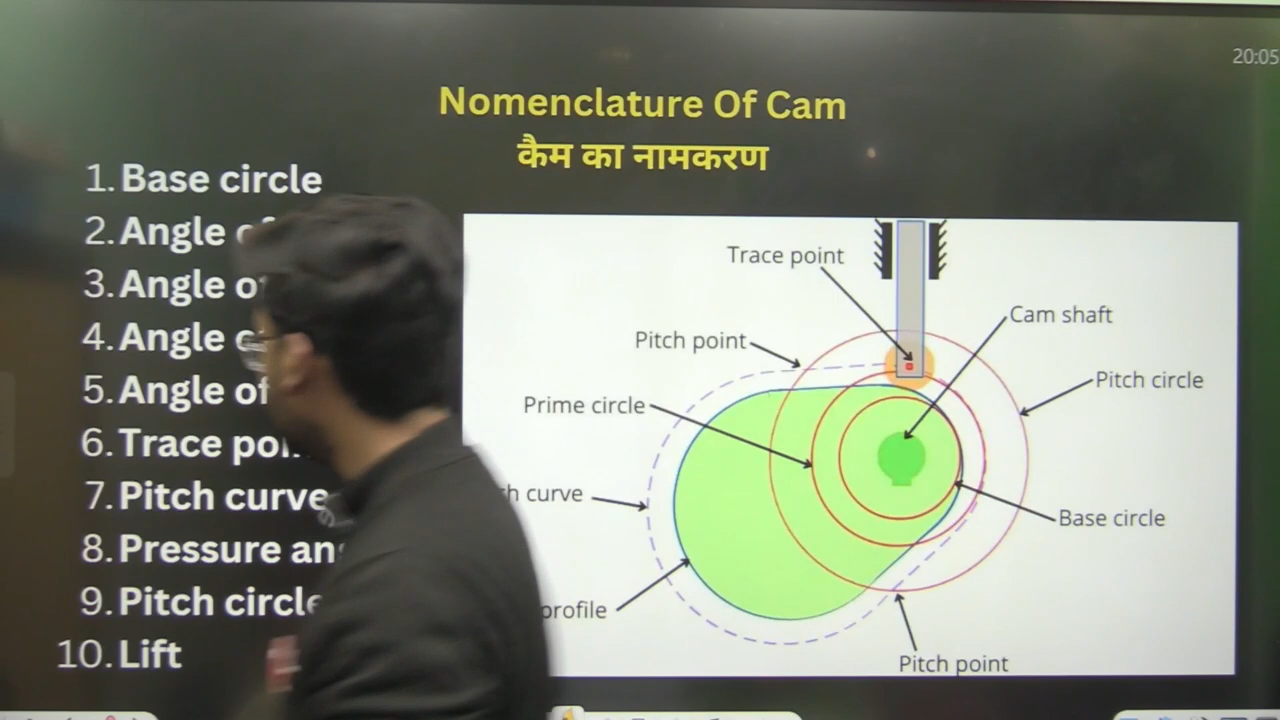 20:05
Nomenclature Of Cam
कैम का नामकरण
1. Base circle
2. Angle
3. Angle
4. Angle
5. Angle of
6. Trace
7. Pitch curve
8. Pressure
9. Pitch circle
10. Lift
Trace point
Cam shaft
Pitch point
Pitch circle
Prime circle
curve
Base circle
profile
Pitch point